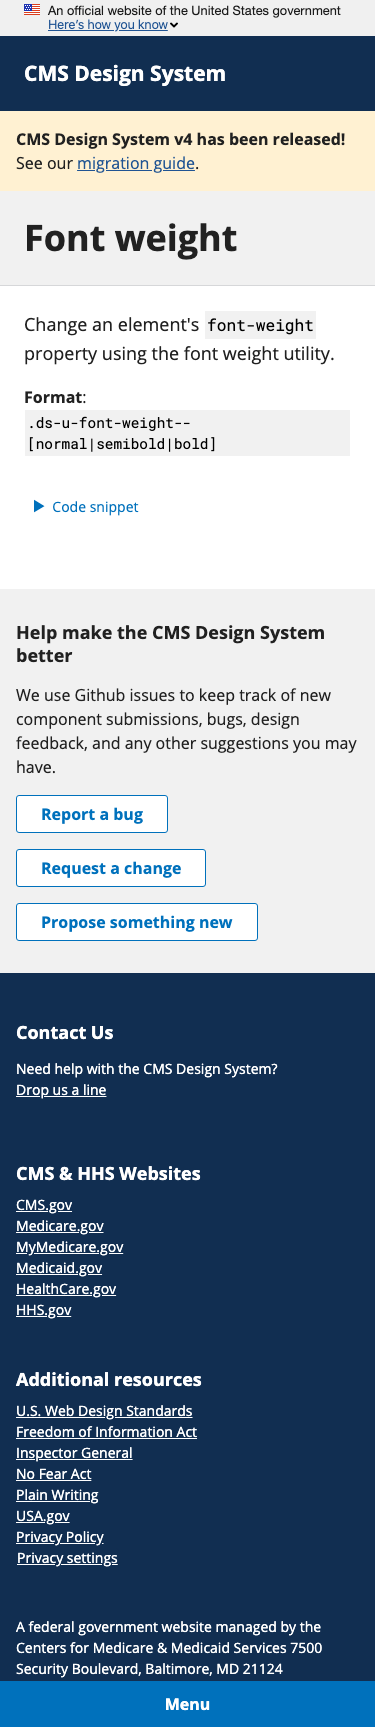 An official website of the United States government
Here's how you know
CMS Design System
CMS Design System v4 has been released!
See our migration guide.
Font weight
Change an element's font-weight
property using the font weight utility.
Format:
.ds-u-font-weight--
[normal|semibold|bold]
Code snippet
Help make the CMS Design System
better
We use Github issues to keep track of new
component submissions, bugs, design
feedback, and any other suggestions you may
have.
Report a bug
Request a change
Propose something new
Contact Us
Need help with the CMS Design System?
Drop us a line
CMS & HHS Websites
CMS.gov
Medicare.gov
MyMedicare.gov
Medicaid.gov
HealthCare.gov
HHS.gov
Additional resources
U.S. Web Design Standards
Freedom of Information Act
Inspector General
No Fear Act
Plain Writing
USA.gov
Privacy Policy
Privacy settings
A federal government website managed by the
Centers for Medicare & Medicaid Services 7500
Security Boulevard, Baltimore, MD 21124
Menu